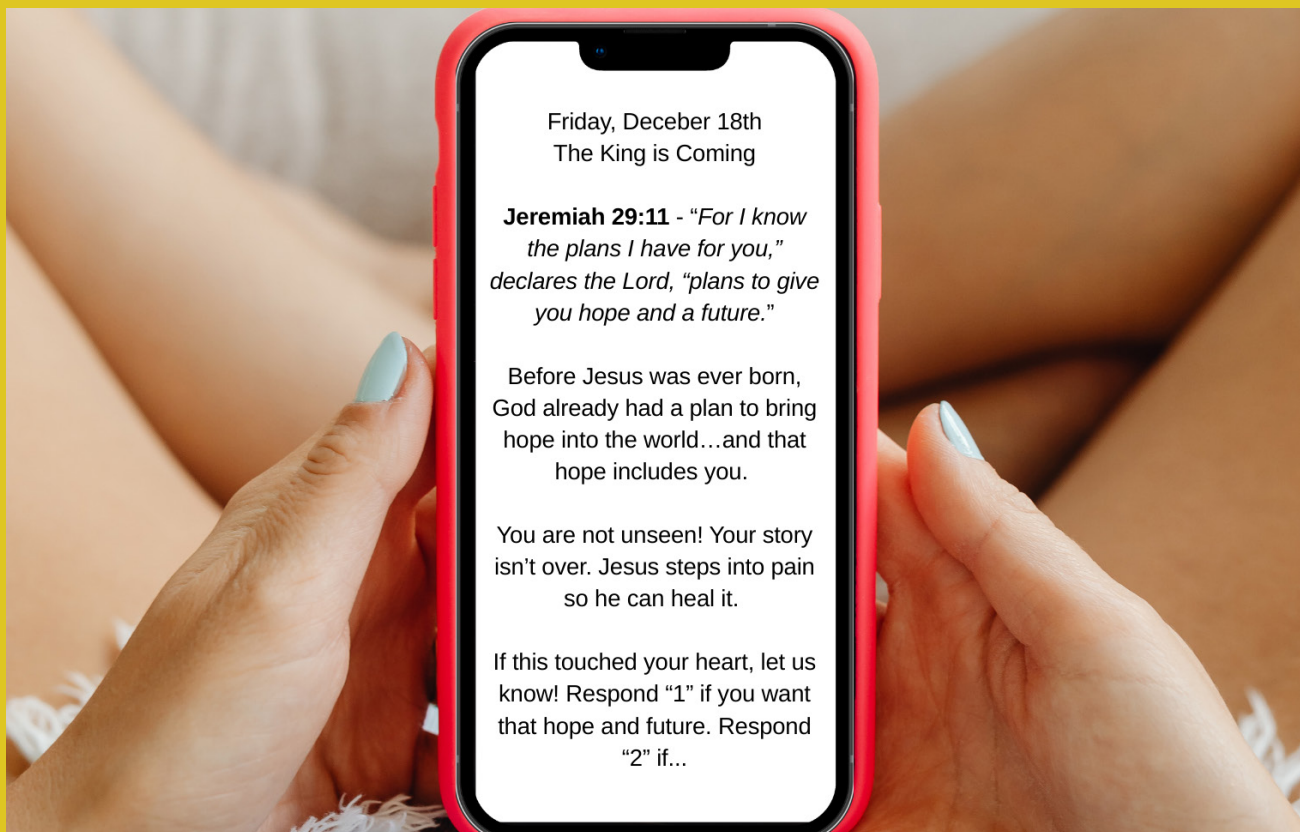 Friday, Deceber 18th
The King is Coming
Jeremiah 29:11 - “For I know
the plans I have for you,”
declares the Lord, “plans to give
you hope and a future.”
Before Jesus was ever born,
God already had a plan to bring
hope into the world…and that
hope includes you.
You are not unseen! Your story
isn’t over. Jesus steps into pain
so he can heal it.
If this touched your heart, let us
know! Respond “1” if you want
that hope and future. Respond
“2” if...